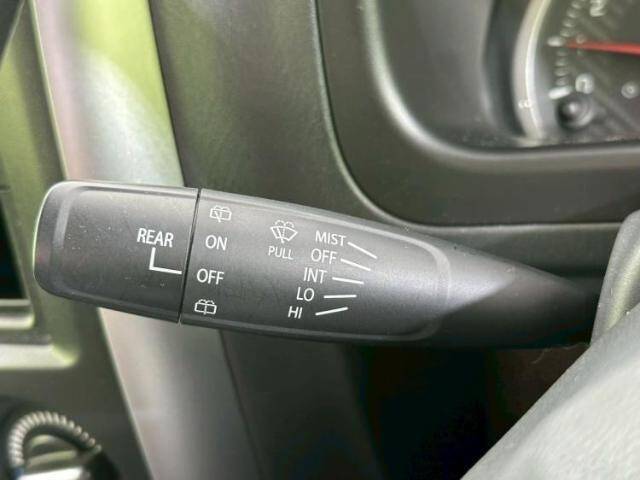 REAR
ON
OFF
PULL
MIST
OFF
INT
LO
HI